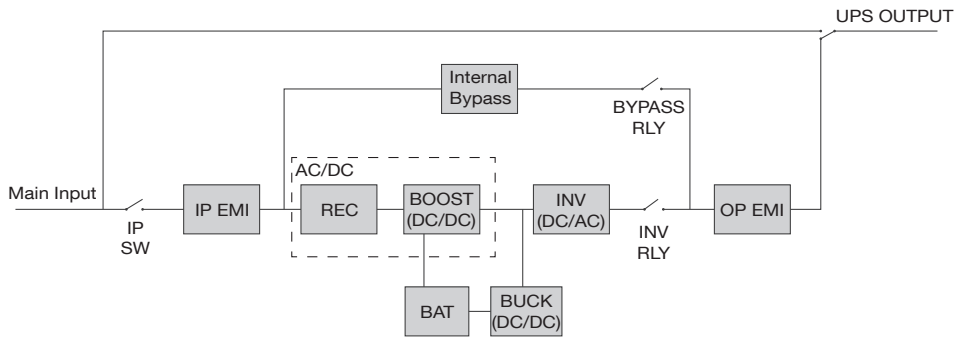 UPS OUTPUT
Internal
Bypass
BYPASS
RLY
AC/DC
Main Input
IP
SW
IP EMI
REC
BOOST
(DC/DC)
INV
(DC/AC)
INV
RLY
OP EMI
BAT
BUCK
(DC/DC)